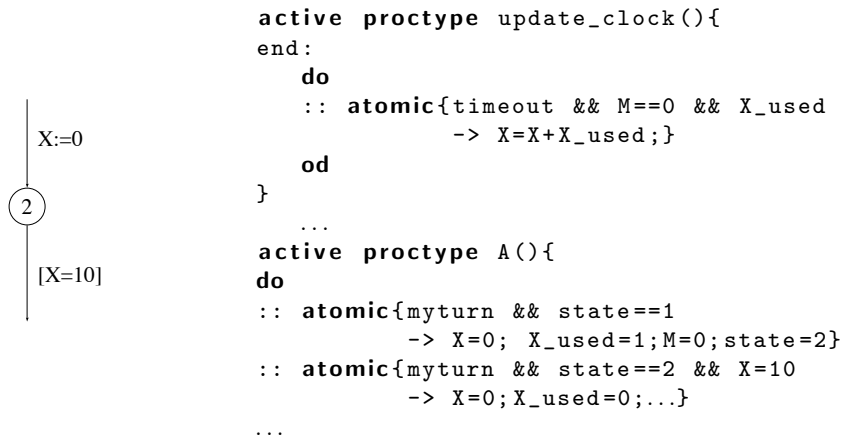 X:=0
2
[X=10]
active proctype update_clock(){
end:
do
:: atomic{timeout && M==0 && X_used
-> X=X+X_used;}
od
}
...
active proctype A(){
do
:: atomic{myturn && state==1
-> X=0; X_used=1;M=0;state=2}
:: atomic{myturn && state==2 && X=10
-> X=0;X_used=0;...}
...